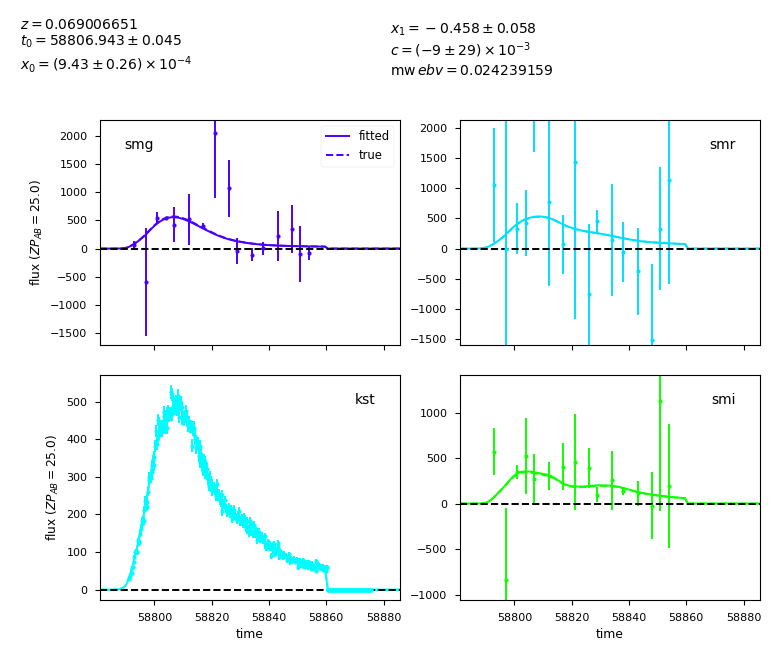 z = 0.069006651
t₀ = 58806.943 ± 0.045
x₀ = (9.43 ± 0.26) × 10⁻⁴
x₁ = −0.458 ± 0.058
c = (−9 ± 29) × 10⁻³
mw ebv = 0.024239159
smg
fitted
true
2000
1500
1000
500
0
−500
−1000
−1500
flux (ZP_AB = 25.0)
smr
2000
1500
1000
500
0
−500
−1000
−1500
kst
500
400
300
200
100
0
flux (ZP_AB = 25.0)
58800 58820 58840 58860 58880
time
smi
1000
500
0
−500
−1000
58800 58820 58840 58860 58880
time